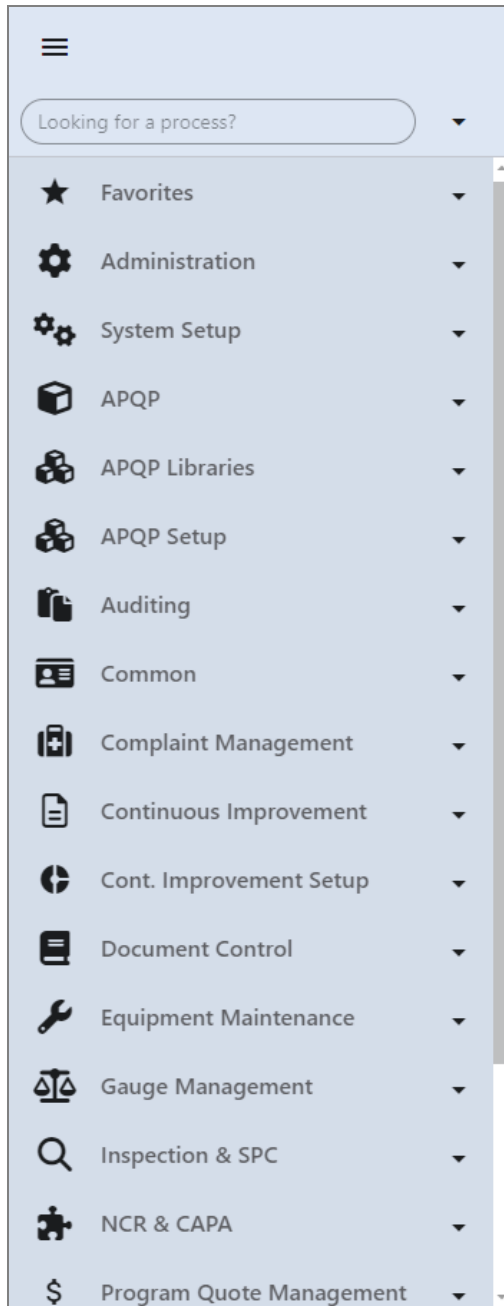 Looking for a process?
Favorites
Administration
System Setup
APQP
APQP Libraries
APQP Setup
Auditing
Common
Complaint Management
Continuous Improvement
Cont. Improvement Setup
Document Control
Equipment Maintenance
Gauge Management
Inspection & SPC
NCR & CAPA
$ Program Quote Management